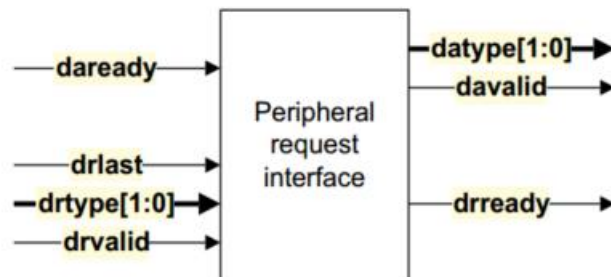 daready
drlast
drtype[1:0]
drvalid
Peripheral
request
interface
datype[1:0]
davalid
drready